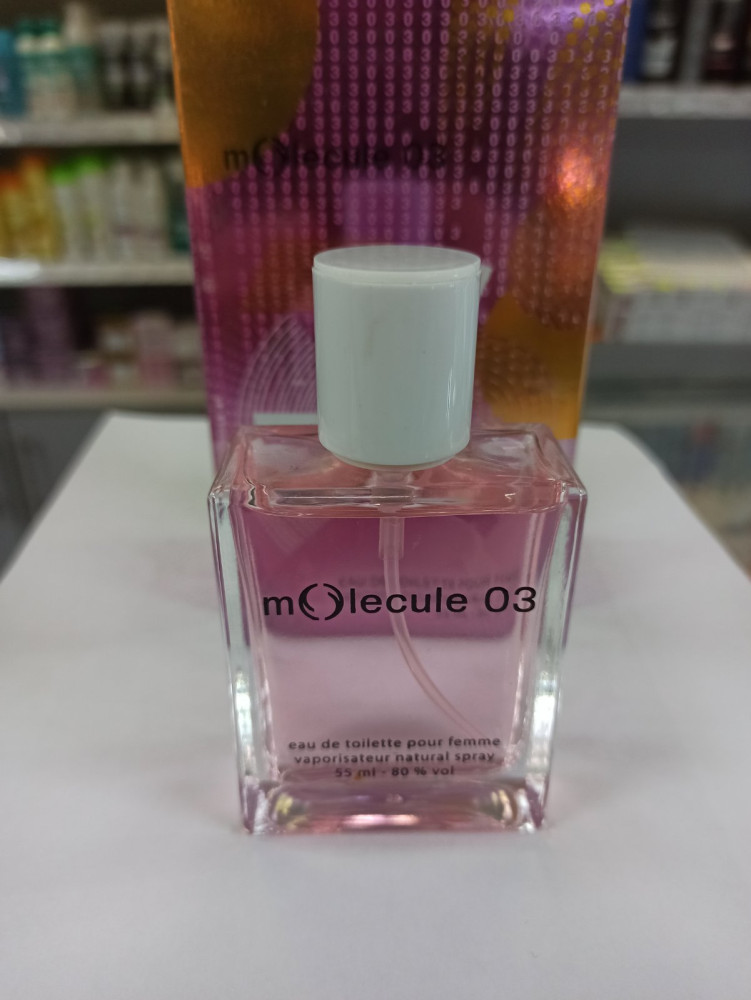 molecule 03
molecule 03
eau de toilette pour femme
vaporisateur natural spray
55 ml - 80 % vol